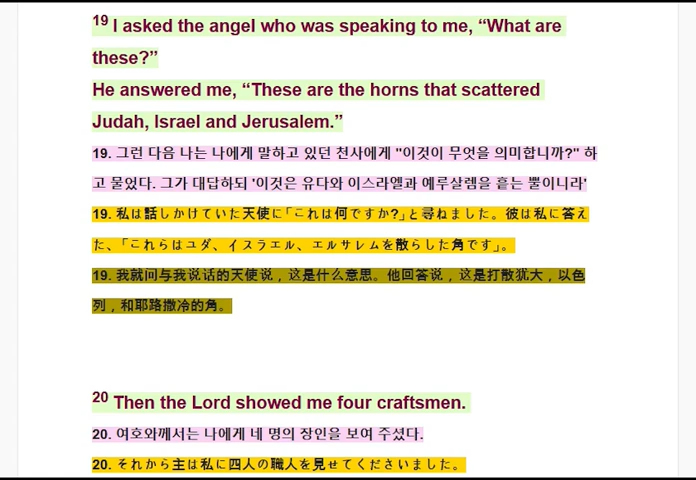 19 I asked the angel who was speaking to me, “What are
these?”
He answered me, “These are the horns that scattered
Judah, Israel and Jerusalem.”
19. 그런 다음 나는 나에게 말하고 있던 천사에게 "이것이 무엇을 의미합니까?" 하
고 물었다. 그가 대답하되 '이것은 유다와 이스라엘과 예루살렘을 흩는 뿔이니라'
19. 私は話しかけていた天使に「これは何ですか?」と尋ねました。彼は私に答え
た、「これらはユダ、イスラエル、エルサレムを散らした角です」。
19. 我就问与我说话的天使说，这是什么意思。他回答说，这是打散犹大，以色
列，和耶路撒冷的角。
20 Then the Lord showed me four craftsmen.
20. 여호와께서는 나에게 네 명의 장인을 보여 주셨다.
20. それから主は私に四人の職人を見せてくださいました。